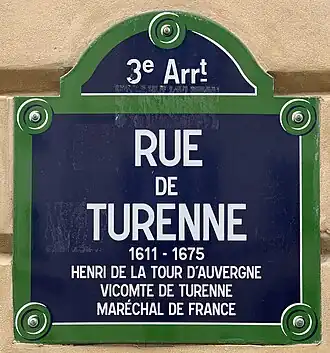 3e Arrt
RUE
DE
TURENNE
1611 - 1675
HENRI DE LA TOUR D'AUVERGNE
VICOMTE DE TURENNE
MARÉCHAL DE FRANCE